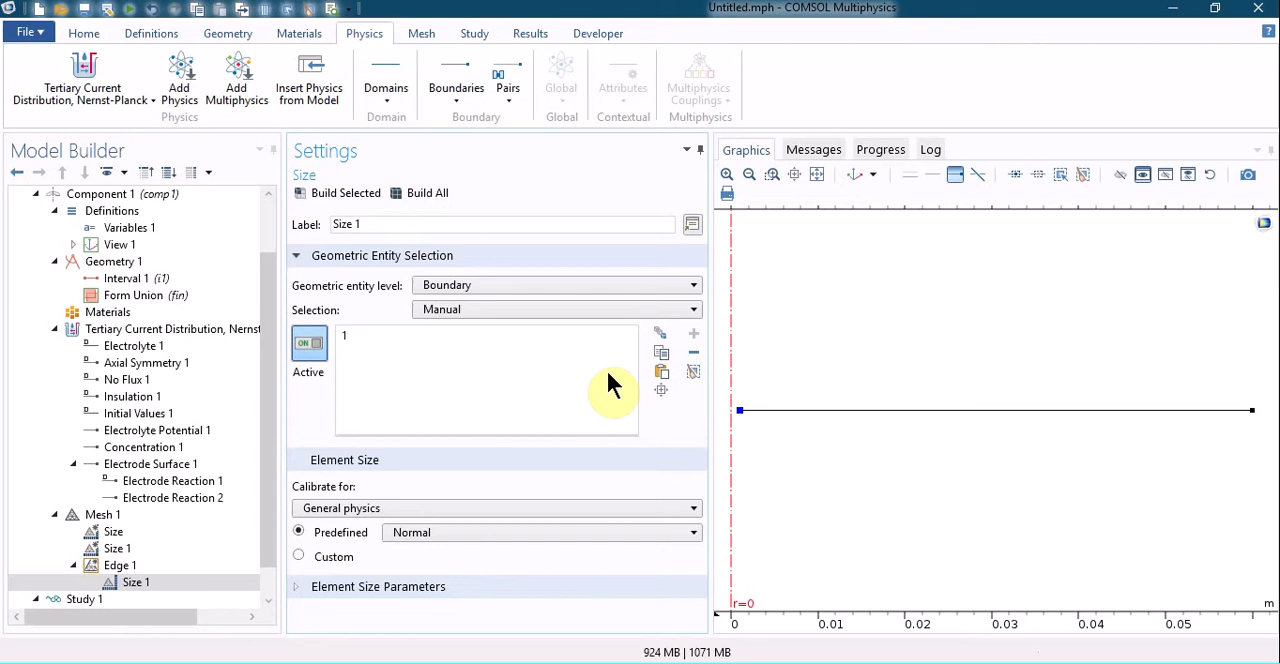 Untitled.mph - COMSOL Multiphysics
File Home Definitions Geometry Materials Physics Mesh Study Results Developer
Tertiary Current
Distribution, Nernst-Planck
Add
Physics
Add
Multiphysics
Insert Physics
from Model
Domains
Boundaries
Pairs
Global
Attributes
Multiphysics
Couplings
Physics Domain Boundary Global Contextual Multiphysics
Model Builder
Component 1 (comp1)
Definitions
a= Variables 1
View 1
Geometry 1
Interval 1 (i1)
Form Union (fin)
Materials
Tertiary Current Distribution, Nernst
Electrolyte 1
Axial Symmetry 1
No Flux 1
Insulation 1
Initial Values 1
Electrolyte Potential 1
Concentration 1
Electrode Surface 1
Electrode Reaction 1
Electrode Reaction 2
Mesh 1
Size
Size 1
Edge 1
Size 1
Study 1
Settings
Size
Build Selected Build All
Label: Size 1
Geometric Entity Selection
Geometric entity level: Boundary
Selection: Manual
ON
Active
1
Element Size
Calibrate for:
General physics
Predefined Normal
Custom
Element Size Parameters
Graphics Messages Progress Log
r=0
m
0 0.01 0.02 0.03 0.04 0.05
924 MB | 1071 MB